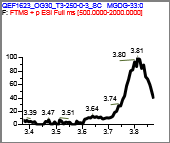 QEF1623_OG30_T3-250-0-3_8C MGDG-33:0
F: FTMS + p ESI Full ms [500.0000-2000.0000]
3.80 3.81
100
80
60
3.74
40
3.64
20
3.39 3.47 3.51
0
3.4 3.5 3.6 3.7 3.8